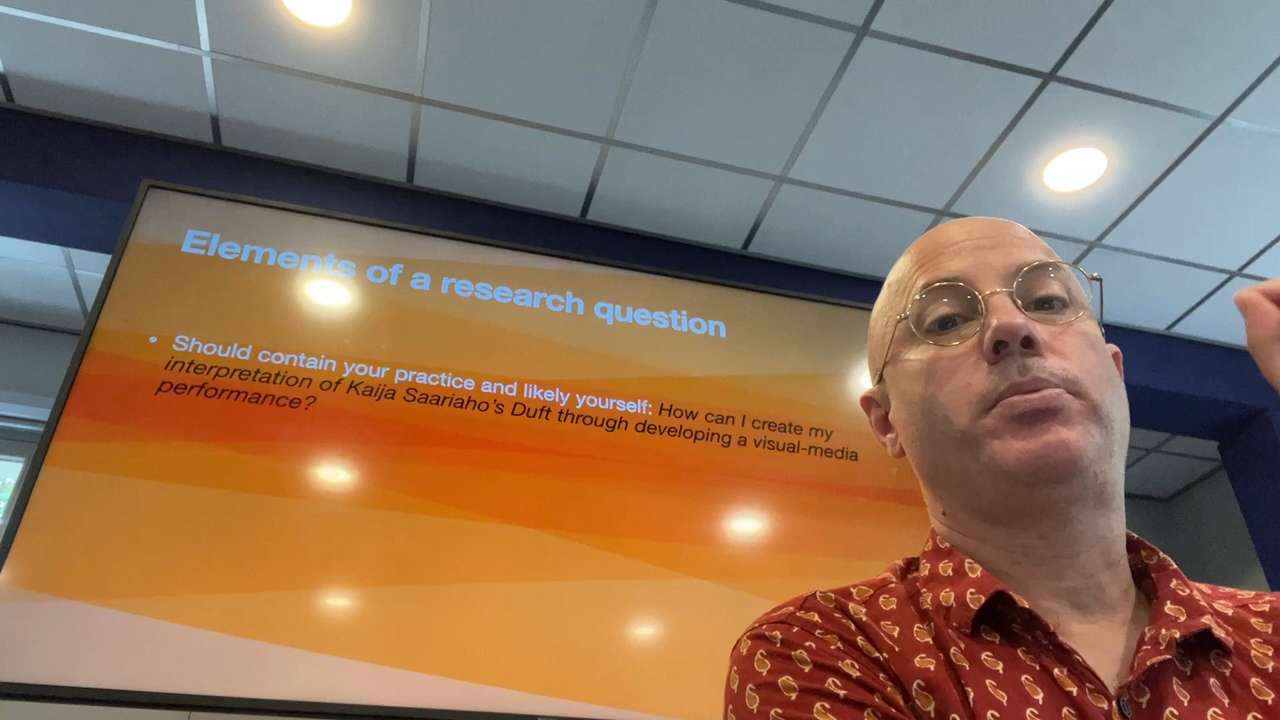 Elements of a research question
• Should contain your practice and likely yourself: How can I create my
interpretation of Kaija Saariaho's Duft through developing a visual-media
performance?